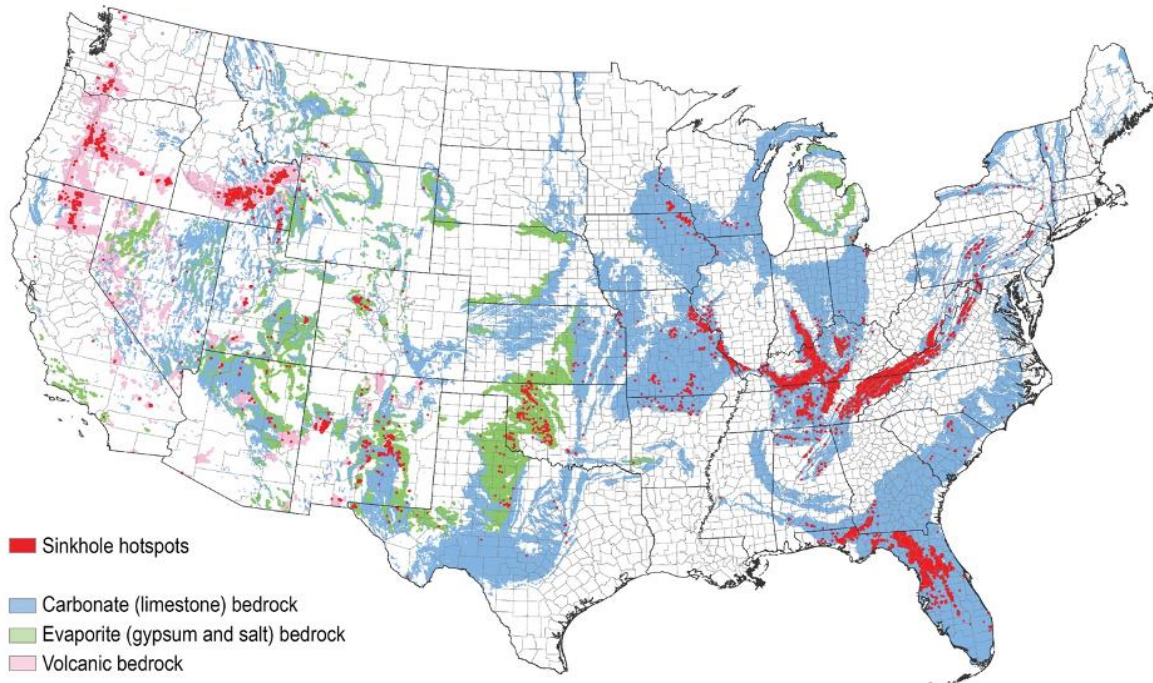 Sinkhole hotspots
Carbonate (limestone) bedrock
Evaporite (gypsum and salt) bedrock
Volcanic bedrock